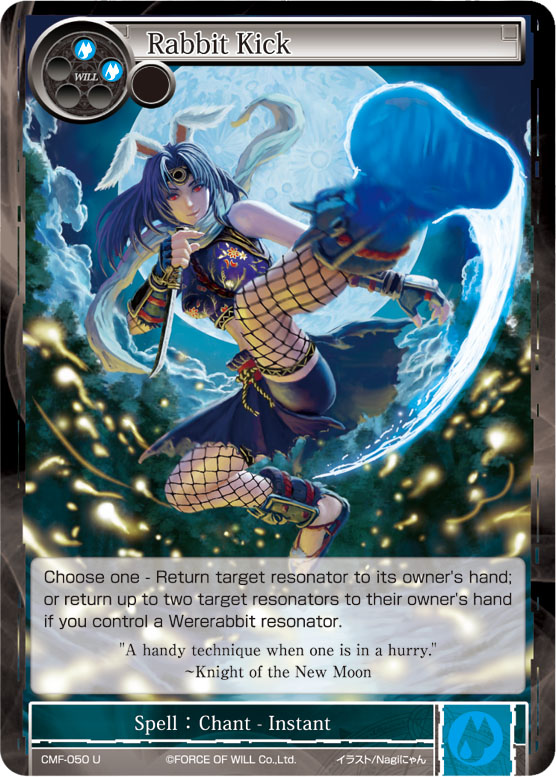 Rabbit Kick
WILL
Choose one - Return target resonator to its owner's hand;
or return up to two target resonators to their owner's hand
if you control a Wererabbit resonator.
"A handy technique when one is in a hurry."
~Knight of the New Moon
Spell : Chant - Instant
CMF-050 U ©FORCE OF WILL Co.,Ltd. イラスト/Nagiにゃん